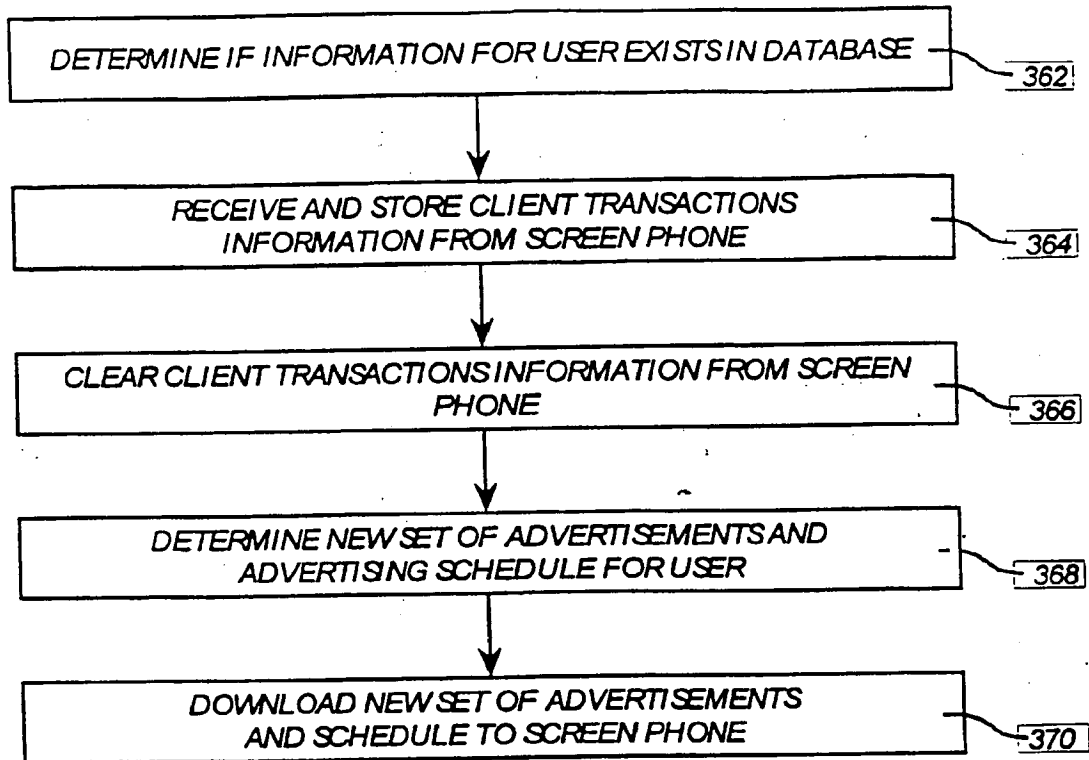 DETERMINE IF INFORMATION FOR USER EXISTS IN DATABASE
362
RECEIVE AND STORE CLIENT TRANSACTIONS
INFORMATION FROM SCREEN PHONE
364
CLEAR CLIENT TRANSACTIONS INFORMATION FROM SCREEN
PHONE
366
DETERMINE NEW SET OF ADVERTISEMENTS AND
ADVERTISING SCHEDULE FOR USER
368
DOWNLOAD NEW SET OF ADVERTISEMENTS
AND SCHEDULE TO SCREEN PHONE
370